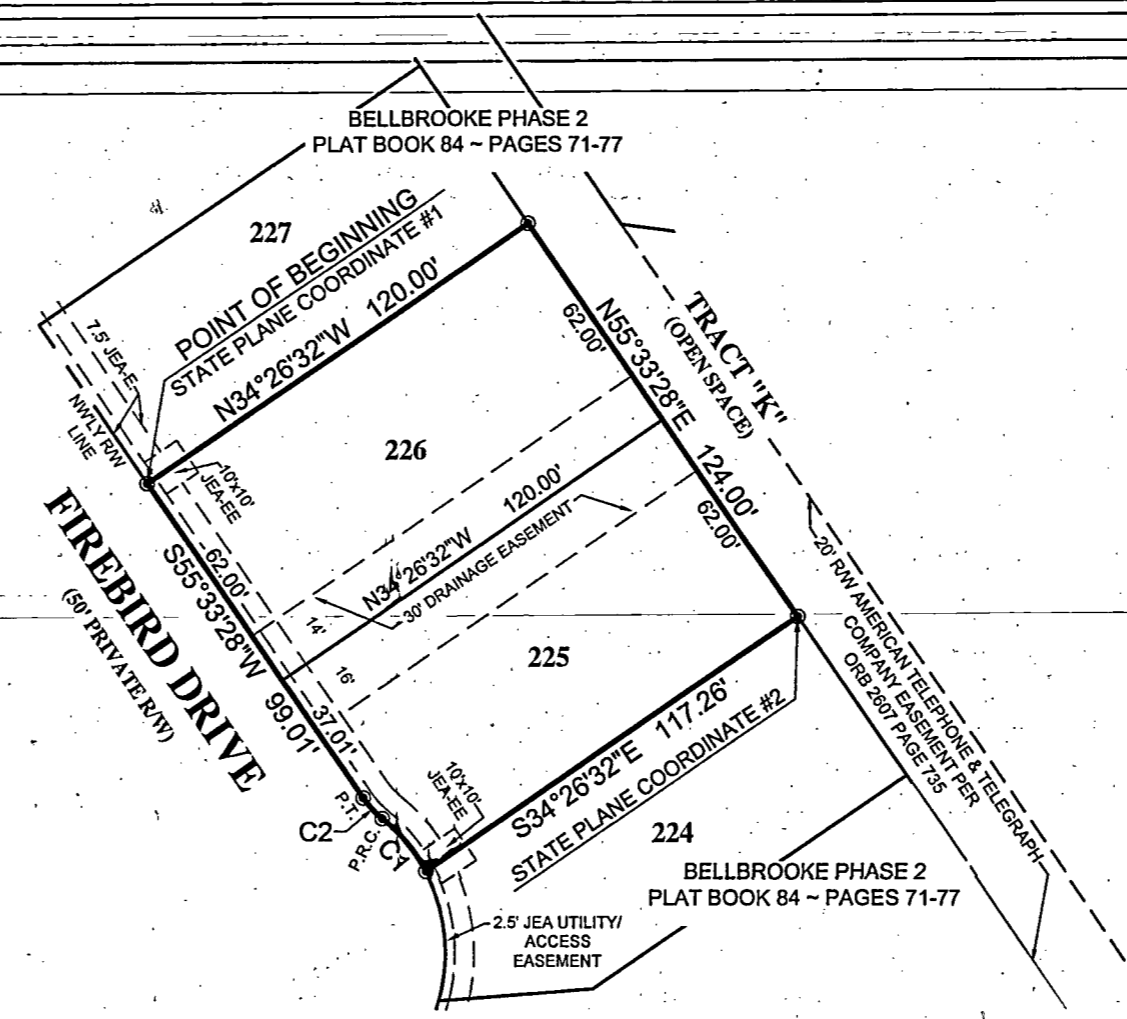 BELLBROOKE PHASE 2
PLAT BOOK 84 ~ PAGES 71-77
227
POINT OF BEGINNING
STATE PLANE COORDINATE #1
N34°26'32"W 120.00'
7.5' JEA-E
NW'LY R/W
LINE
10'x10'
JEA-EE
226
N55°33'28"E 124.00'
62.00'
62.00'
TRACT "K"
(OPEN SPACE)
FIREBIRD DRIVE
(50' PRIVATE R/W)
S55°33'28"W 99.01'
62.00'
37.01'
N34°26'32"W 120.00'
30' DRAINAGE EASEMENT
14'
16'
225
20' R/W AMERICAN TELEPHONE & TELEGRAPH
COMPANY EASEMENT PER
ORB 2607 PAGE 735
S34°26'32"E 117.26'
STATE PLANE COORDINATE #2
10'x10'
JEA-EE
P.T.
C2
P.R.C.
C1
224
BELLBROOKE PHASE 2
PLAT BOOK 84 ~ PAGES 71-77
2.5' JEA UTILITY/
ACCESS
EASEMENT